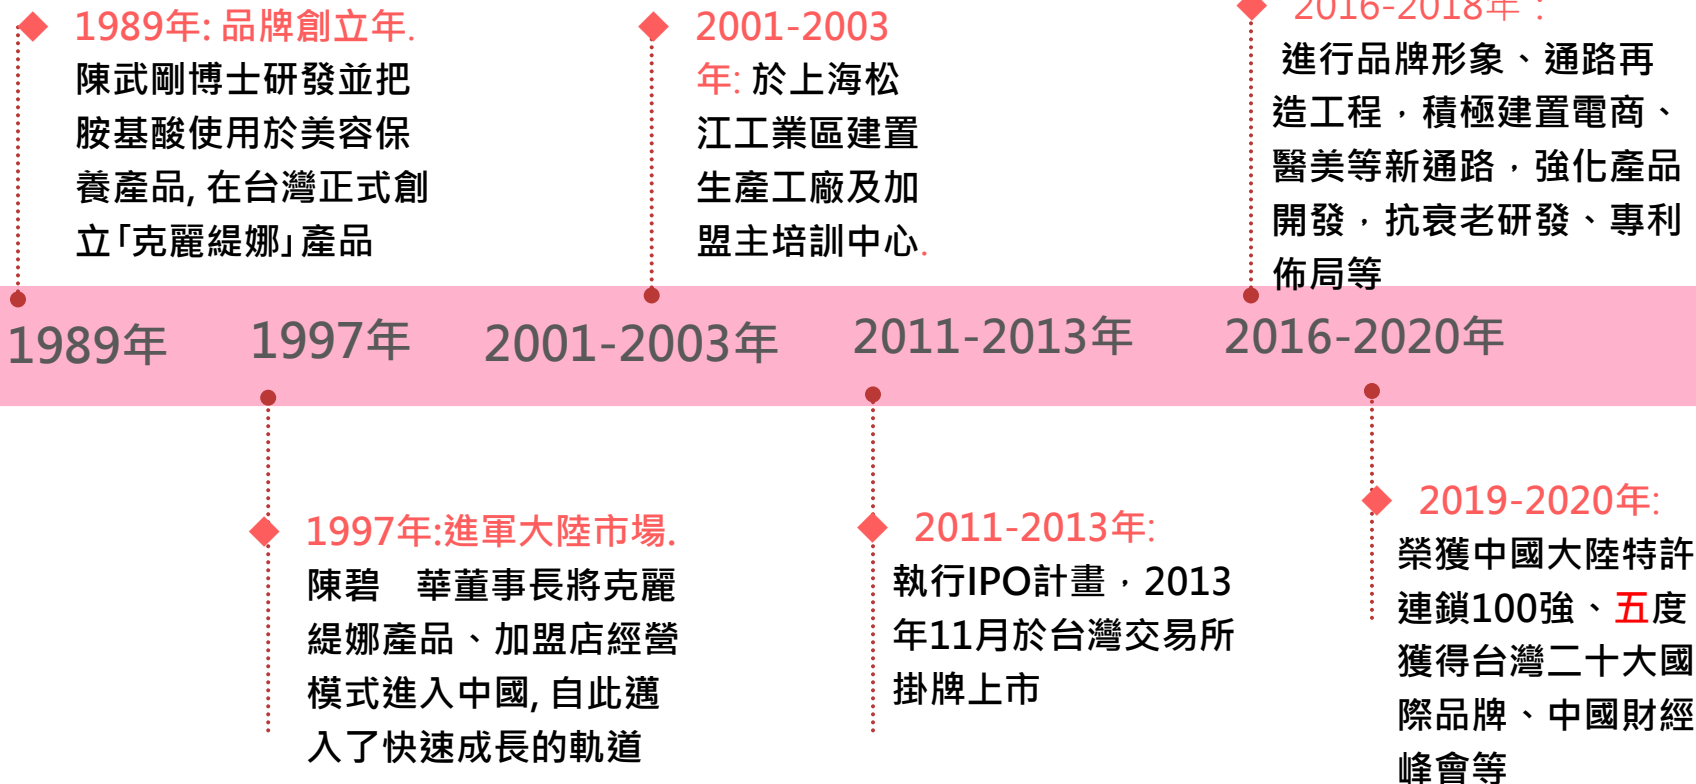 1989年: 品牌創立年.
陳武剛博士研發並把
胺基酸使用於美容保
養產品, 在台灣正式創
立「克麗緹娜」產品
2001-2003
年: 於上海松
江工業區建置
生產工廠及加
盟主培訓中心.
2016-2018年：
進行品牌形象、通路再
造工程，積極建置電商、
醫美等新通路，強化產品
開發，抗衰老研發、專利
佈局等
1989年
1997年
2001-2003年
2011-2013年
2016-2020年
1997年:進軍大陸市場.
陳碧　華董事長將克麗
緹娜產品、加盟店經營
模式進入中國, 自此邁
入了快速成長的軌道
2011-2013年:
執行IPO計畫，2013
年11月於台灣交易所
掛牌上市
2019-2020年:
榮獲中國大陸特許
連鎖100強、五度
獲得台灣二十大國
際品牌、中國財經
峰會等